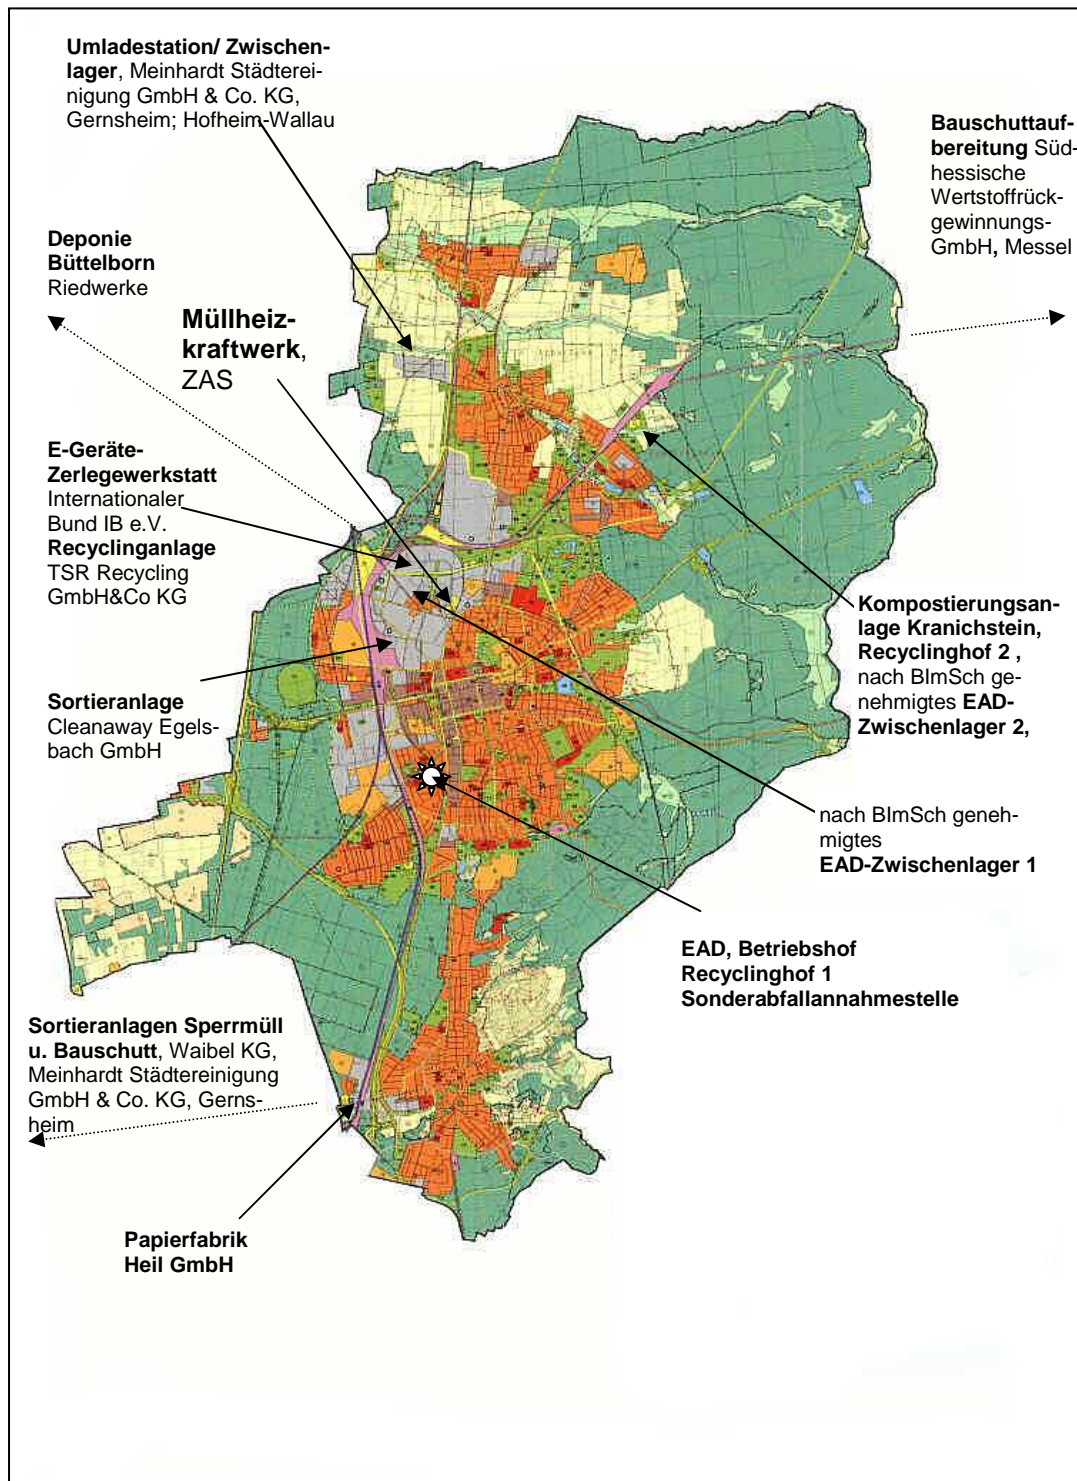 Umladestation/ Zwischen-
lager, Meinhardt Städterei-
nigung GmbH & Co. KG,
Gernsheim; Hofheim-Wallau
Bauschuttauf-
bereitung Süd-
hessische
Wertstoffrück-
gewinnungs-
GmbH, Messel
Deponie
Büttelborn
Riedwerke
Müllheiz-
kraftwerk,
ZAS
E-Geräte-
Zerlegewerkstatt
Internationaler
Bund IB e.V.
Recyclinganlage
TSR Recycling
GmbH&Co KG
Kompostierungsan-
lage Kranichstein,
Recyclinghof 2 ,
nach BImSch ge-
nehmigtes EAD-
Zwischenlager 2,
Sortieranlage
Cleanaway Egels-
bach GmbH
nach BImSch geneh-
migtes
EAD-Zwischenlager 1
EAD, Betriebshof
Recyclinghof 1
Sonderabfallannahmestelle
Sortieranlagen Sperrmüll
u. Bauschutt, Waibel KG,
Meinhardt Städtereinigung
GmbH & Co. KG, Gerns-
heim
Papierfabrik
Heil GmbH